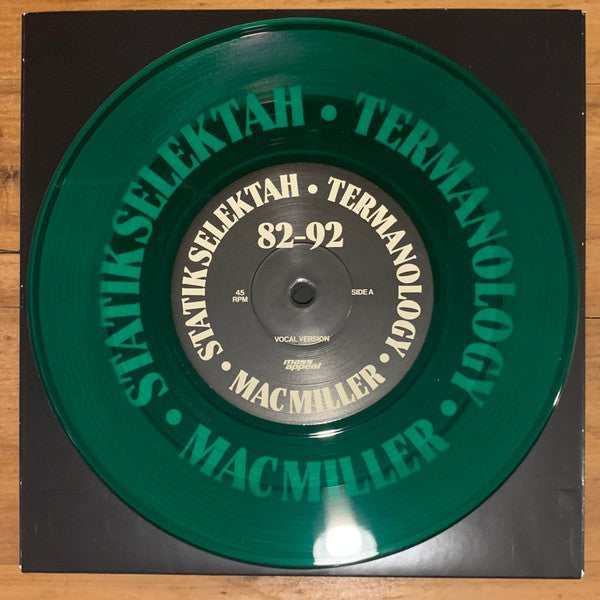 STATIK SELEKTAH • TERMANOLOGY • MAC MILLER •
STATIK SELEKTAH • TERMANOLOGY • MAC MILLER •
82–92
45
RPM
SIDE A
VOCAL VERSION
mass
appeal